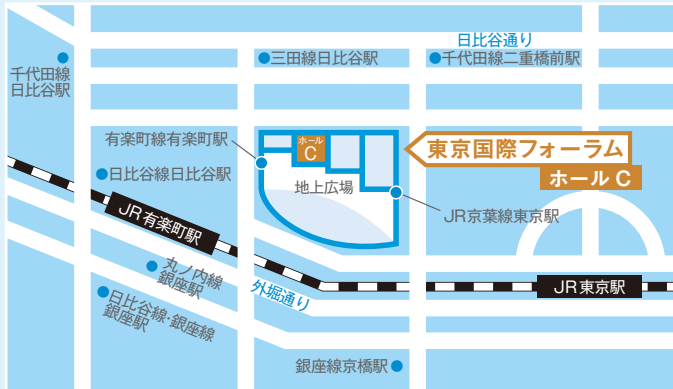 日比谷通り
千代田線
日比谷駅
三田線日比谷駅
千代田線二重橋前駅
有楽町線有楽町駅
ホール
C
東京国際フォーラム
ホール C
日比谷線日比谷駅
地上広場
JR有楽町駅
JR京葉線東京駅
丸ノ内線
銀座駅
外堀通り
JR東京駅
日比谷線・銀座線
銀座駅
銀座線京橋駅